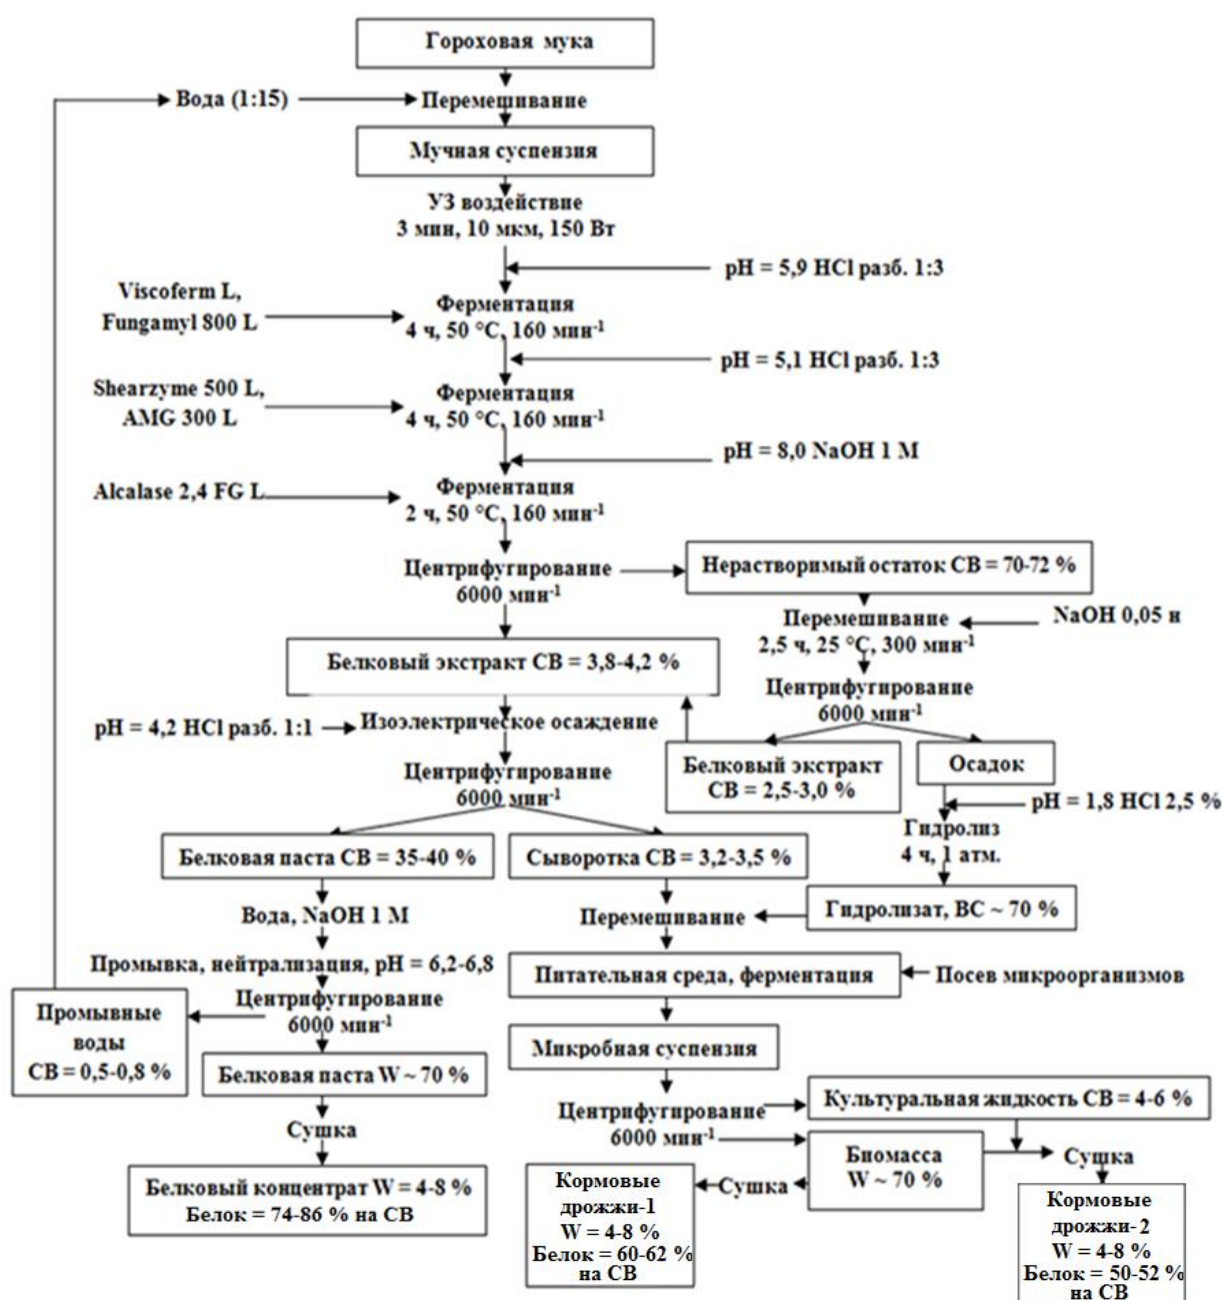 Гороховая мука
Вода (1:15)
Перемешивание
Мучная суспензия
УЗ воздействие
3 мин, 10 мкм, 150 Вт
pH = 5,9 HCl разб. 1:3
Viscoferm L,
Fungamyl 800 L
Ферментация
4 ч, 50 °C, 160 мин-1
pH = 5,1 HCl разб. 1:3
Shearzyme 500 L,
AMG 300 L
Ферментация
4 ч, 50 °C, 160 мин-1
pH = 8,0 NaOH 1 M
Alcalase 2,4 FG L
Ферментация
2 ч, 50 °C, 160 мин-1
Центрифугирование
6000 мин-1
Нерастворимый остаток СВ = 70-72 %
Перемешивание
2,5 ч, 25 °C, 300 мин-1
NaOH 0,05 н
Центрифугирование
6000 мин-1
Белковый экстракт СВ = 3,8-4,2 %
pH = 4,2 HCl разб. 1:1
Изоэлектрическое осаждение
Центрифугирование
6000 мин-1
Белковый экстракт
СВ = 2,5-3,0 %
Осадок
pH = 1,8 HCl 2,5 %
Гидролиз
4 ч, 1 атм.
Белковая паста СВ = 35-40 %
Сыворотка СВ = 3,2-3,5 %
Гидролизат, ВС ~ 70 %
Вода, NaOH 1 M
Перемешивание
Промывка, нейтрализация, pH = 6,2-6,8
Питательная среда, ферментация
Посев микроорганизмов
Центрифугирование
6000 мин-1
Промывные
воды
СВ = 0,5-0,8 %
Микробная суспензия
Белковая паста W ~ 70 %
Центрифугирование
6000 мин-1
Культуральная жидкость СВ = 4-6 %
Сушка
Биомасса
W ~ 70 %
Сушка
Белковый концентрат W = 4-8 %
Белок = 74-86 % на СВ
Сушка
Кормовые
дрожжи-1
W = 4-8 %
Белок = 60-62 %
на СВ
Кормовые
дрожжи-2
W = 4-8 %
Белок = 50-52 %
на СВ